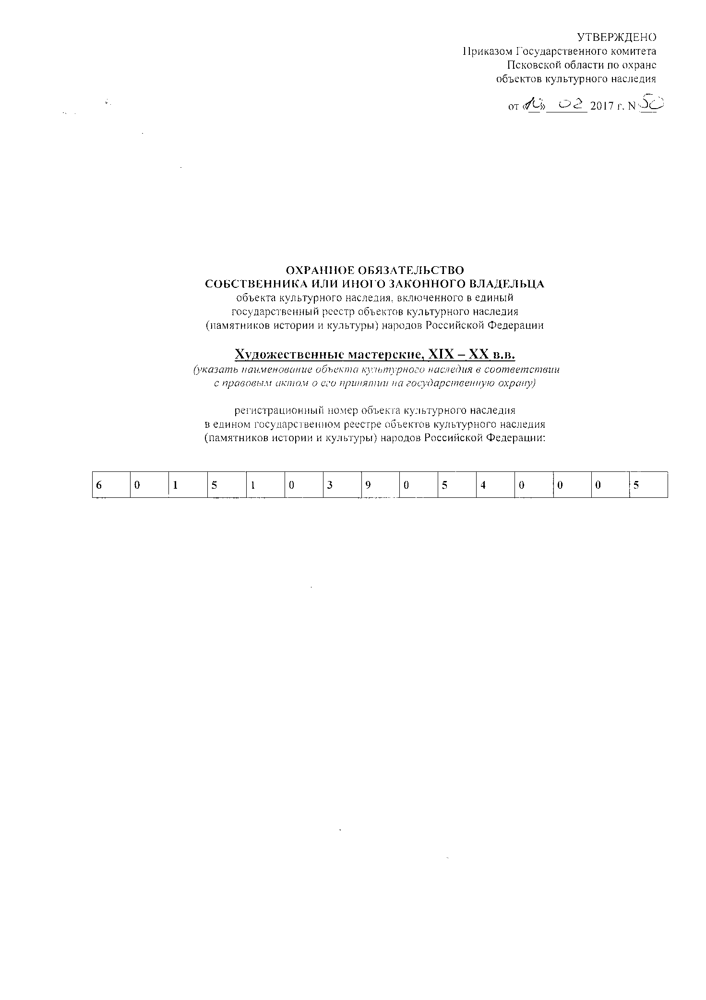 УТВЕРЖДЕНО
Приказом Государственного комитета
Псковской области по охране
объектов культурного наследия
от «10» 02 2017 г. N 50
ОХРАННОЕ ОБЯЗАТЕЛЬСТВО
СОБСТВЕННИКА ИЛИ ИНОГО ЗАКОННОГО ВЛАДЕЛЬЦА
объекта культурного наследия, включенного в единый
государственный реестр объектов культурного наследия
(памятников истории и культуры) народов Российской Федерации
Художественные мастерские, XIX – XX в.в.
(указать наименование объекта культурного наследия в соответствии
с правовым актом о его принятии на государственную охрану)
регистрационный номер объекта культурного наследия
в едином государственном реестре объектов культурного наследия
(памятников истории и культуры) народов Российской Федерации:
6 0 1 5 1 0 3 9 0 5 4 0 0 0 5